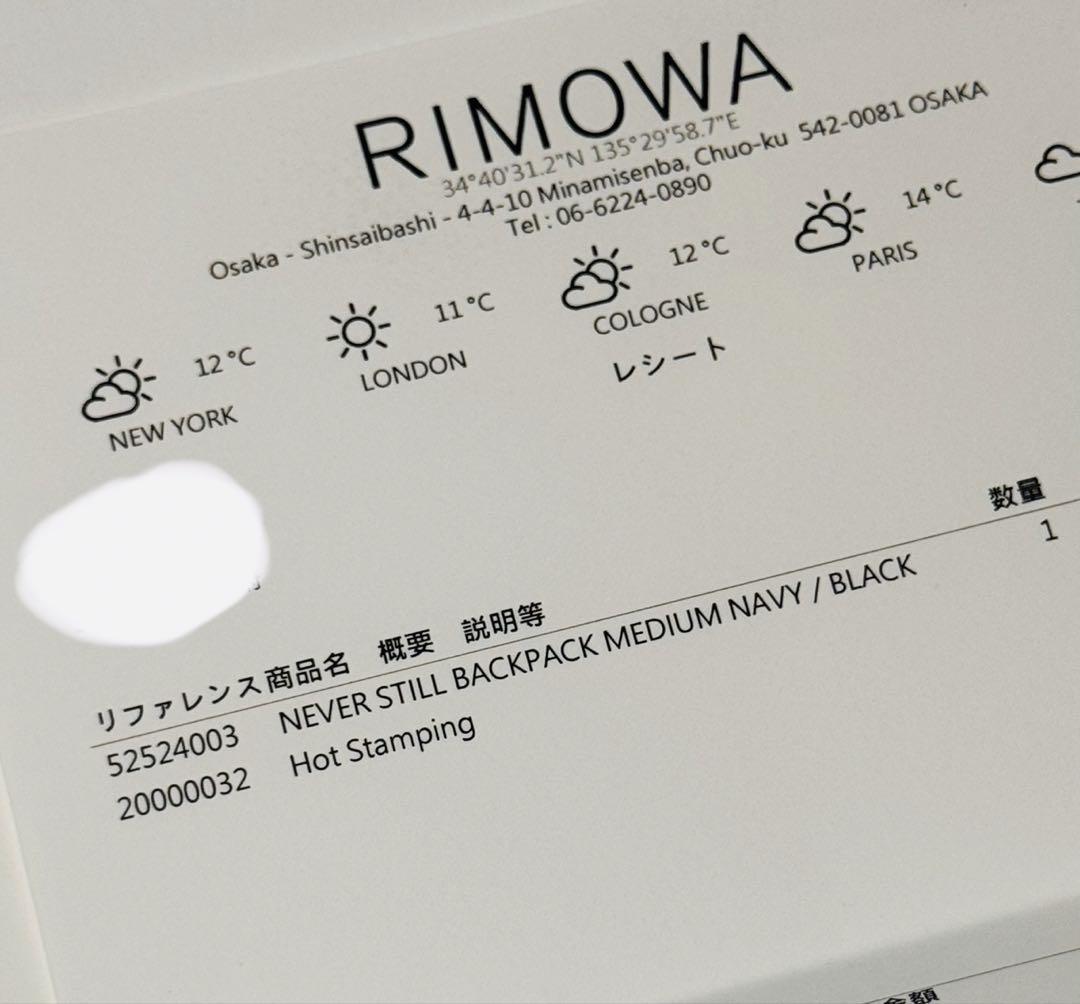 RIMOWA
34°40'31.2"N 135°29'58.7"E
Osaka - Shinsaibashi - 4-4-10 Minamisenba, Chuo-ku 542-0081 OSAKA
Tel : 06-6224-0890
12°C 11°C 12°C 14°C
NEW YORK LONDON COLOGNE PARIS
レシート
リファレンス 商品名 概要 説明等 数量
52524003 NEVER STILL BACKPACK MEDIUM NAVY / BLACK 1
20000032 Hot Stamping
金額